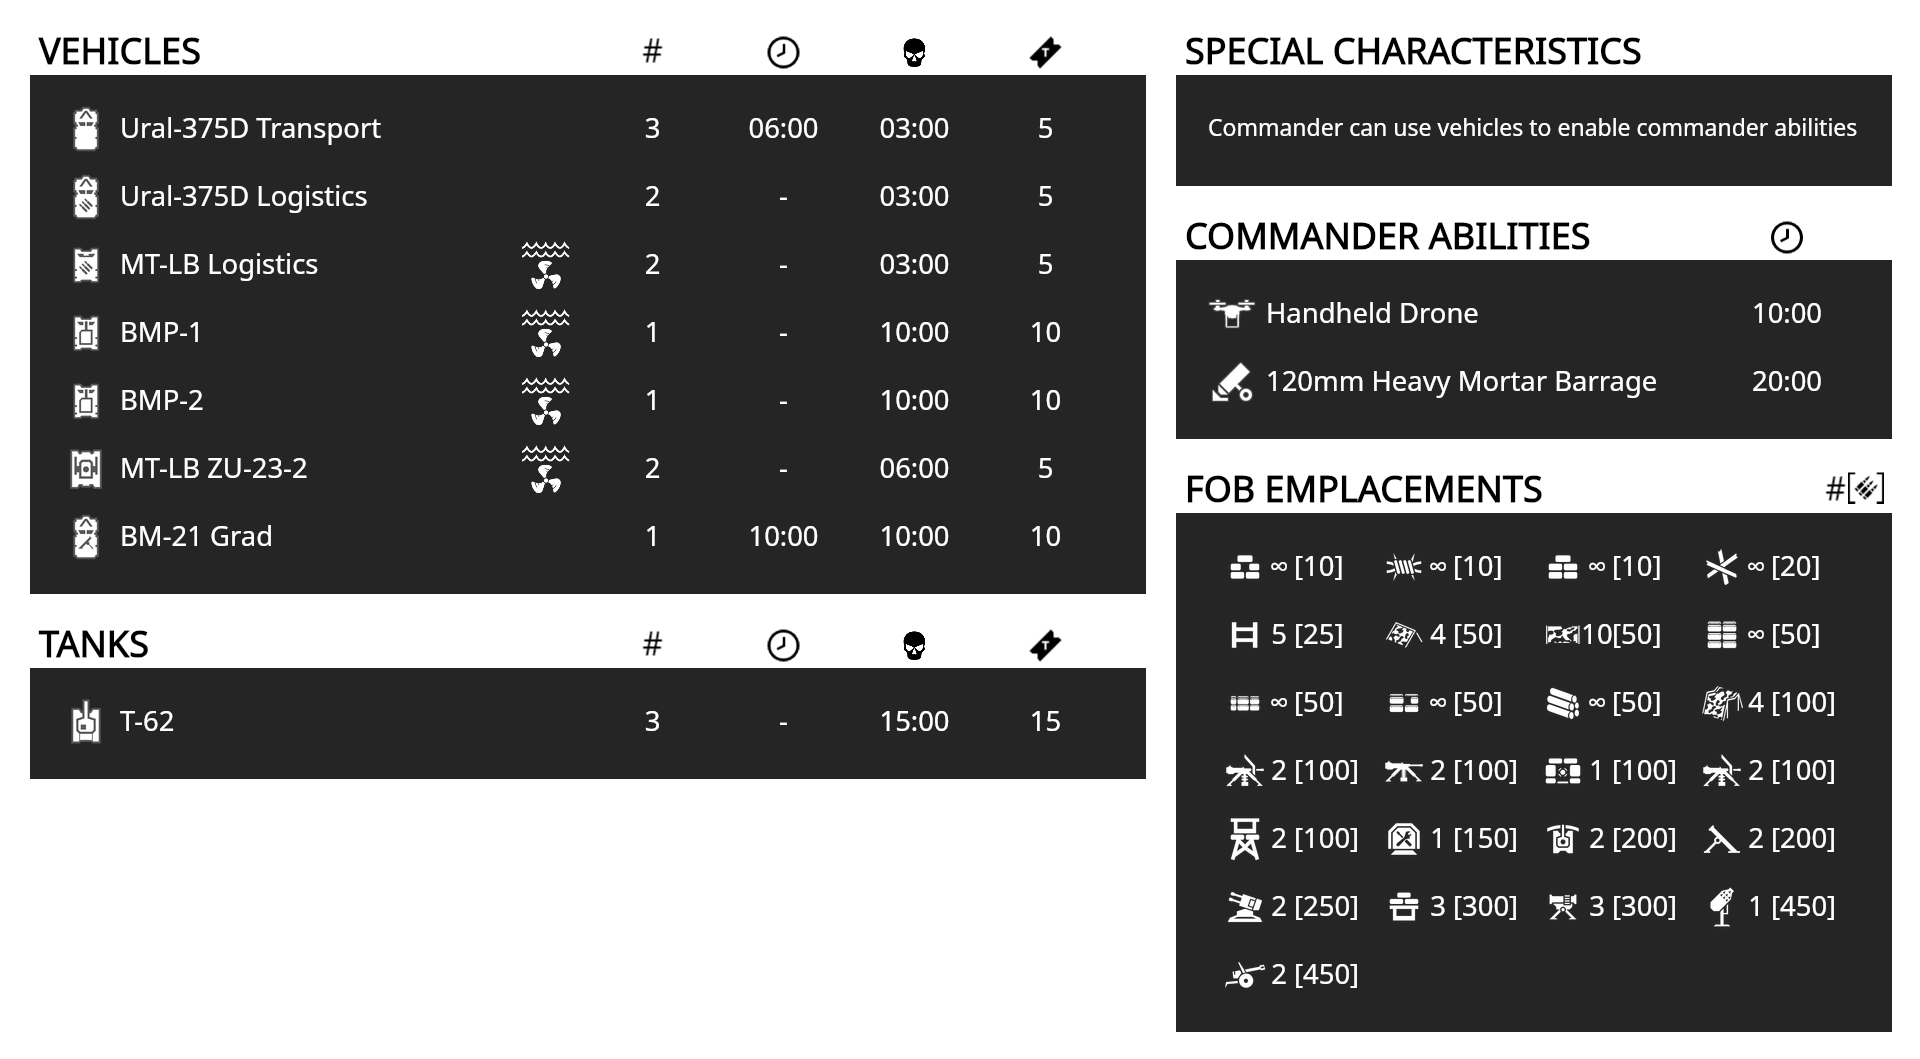 VEHICLES #
Ural-375D Transport 3 06:00 03:00 5
Ural-375D Logistics 2 - 03:00 5
MT-LB Logistics 2 - 03:00 5
BMP-1 1 - 10:00 10
BMP-2 1 - 10:00 10
MT-LB ZU-23-2 2 - 06:00 5
BM-21 Grad 1 10:00 10:00 10
TANKS #
T-62 3 - 15:00 15
SPECIAL CHARACTERISTICS
Commander can use vehicles to enable commander abilities
COMMANDER ABILITIES
Handheld Drone 10:00
120mm Heavy Mortar Barrage 20:00
FOB EMPLACEMENTS #[]
∞ [10] ∞ [10] ∞ [10] ∞ [20]
5 [25] 4 [50] 10[50] ∞ [50]
∞ [50] ∞ [50] ∞ [50] 4 [100]
2 [100] 2 [100] 1 [100] 2 [100]
2 [100] 1 [150] 2 [200] 2 [200]
2 [250] 3 [300] 3 [300] 1 [450]
2 [450]